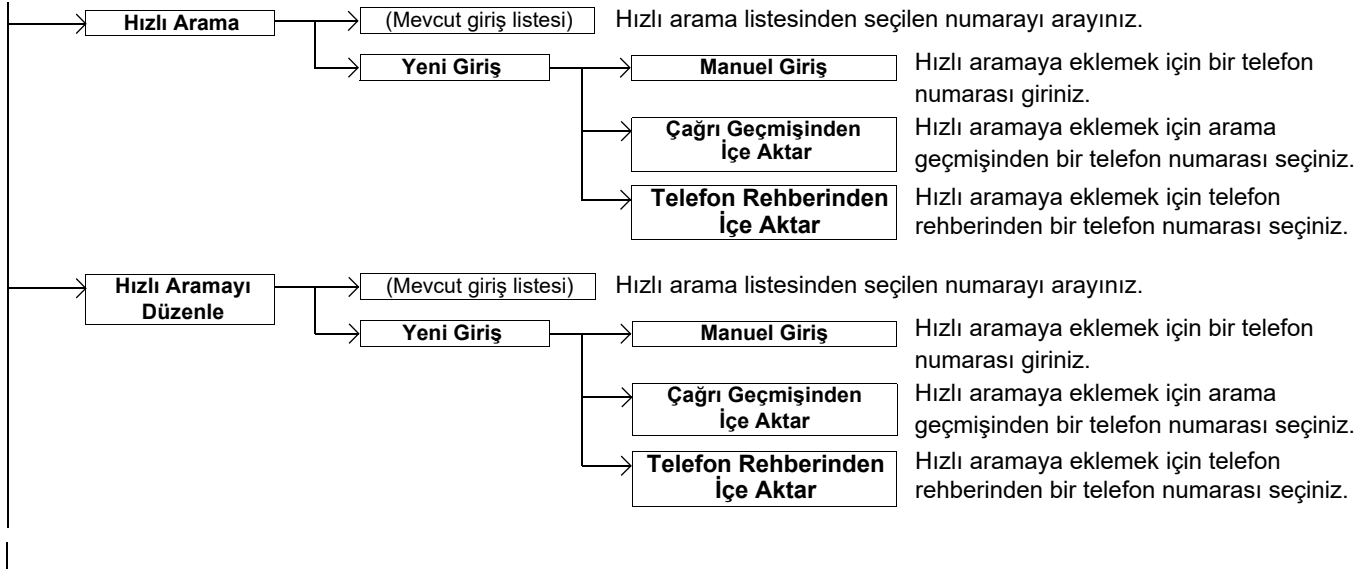 Hızlı Arama
(Mevcut giriş listesi)
Hızlı arama listesinden seçilen numarayı arayınız.
Yeni Giriş
Manuel Giriş
Hızlı aramaya eklemek için bir telefon
numarası giriniz.
Çağrı Geçmişinden
İçe Aktar
Hızlı aramaya eklemek için arama
geçmişinden bir telefon numarası seçiniz.
Telefon Rehberinden
İçe Aktar
Hızlı aramaya eklemek için telefon
rehberinden bir telefon numarası seçiniz.
Hızlı Aramayı
Düzenle
(Mevcut giriş listesi)
Hızlı arama listesinden seçilen numarayı arayınız.
Yeni Giriş
Manuel Giriş
Hızlı aramaya eklemek için bir telefon
numarası giriniz.
Çağrı Geçmişinden
İçe Aktar
Hızlı aramaya eklemek için arama
geçmişinden bir telefon numarası seçiniz.
Telefon Rehberinden
İçe Aktar
Hızlı aramaya eklemek için telefon
rehberinden bir telefon numarası seçiniz.